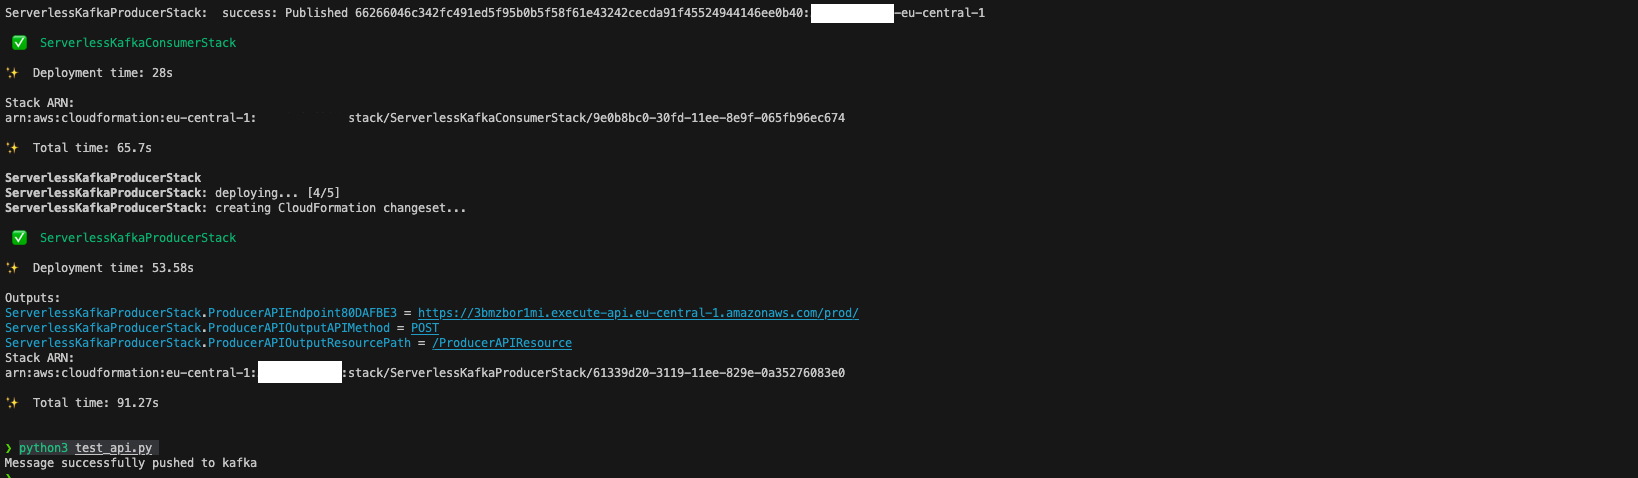 ServerlessKafkaProducerStack:  success: Published 66266046c342fc491ed5f95b0b5f58f61e43242cecda91f45524944146ee0b40: -eu-central-1
✅  ServerlessKafkaConsumerStack
✨  Deployment time: 28s
Stack ARN:
arn:aws:cloudformation:eu-central-1: stack/ServerlessKafkaConsumerStack/9e0b8bc0-30fd-11ee-8e9f-065fb96ec674
✨  Total time: 65.7s
ServerlessKafkaProducerStack
ServerlessKafkaProducerStack: deploying... [4/5]
ServerlessKafkaProducerStack: creating CloudFormation changeset...
✅  ServerlessKafkaProducerStack
✨  Deployment time: 53.58s
Outputs:
ServerlessKafkaProducerStack.ProducerAPIEndpoint80DAFBE3 = https://3bmzbor1mi.execute-api.eu-central-1.amazonaws.com/prod/
ServerlessKafkaProducerStack.ProducerAPIOutputAPIMethod = POST
ServerlessKafkaProducerStack.ProducerAPIOutputResourcePath = /ProducerAPIResource
Stack ARN:
arn:aws:cloudformation:eu-central-1: :stack/ServerlessKafkaProducerStack/61339d20-3119-11ee-829e-0a35276083e0
✨  Total time: 91.27s
❯ python3 test_api.py
Message successfully pushed to kafka